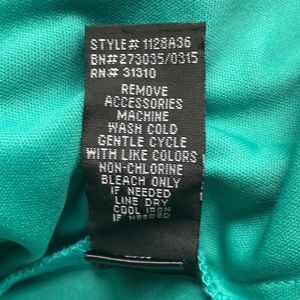 STYLE# 1128A36
BN# 273035/0315
RN# 31310
REMOVE
ACCESSORIES
MACHINE
WASH COLD
GENTLE CYCLE
WITH LIKE COLORS
NON-CHLORINE
BLEACH ONLY
IF NEEDED
LINE DRY
COOL IRON
IF NEEDED